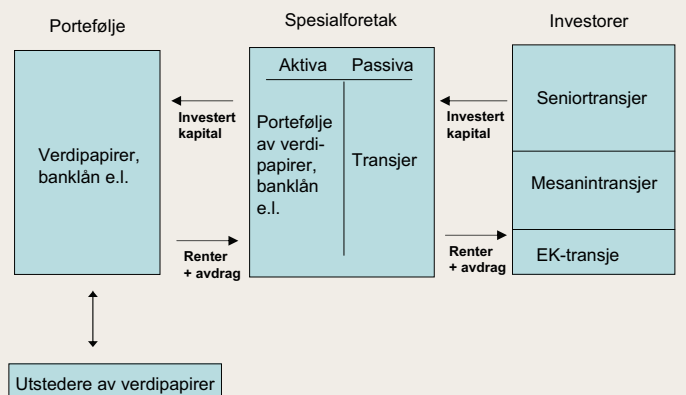 Portefølje
Spesialforetak
Investorer
Verdipapirer,
banklån e.l.
Investert
kapital
Renter
+ avdrag
Aktiva
Passiva
Portefølje
av verdi-
papirer,
banklån
e.l.
Transjer
Investert
kapital
Renter
+ avdrag
Seniortransjer
Mesanintransjer
EK-transje
Utstedere av verdipapirer